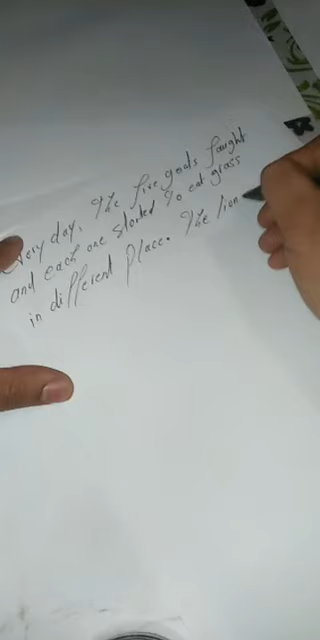 Every day, The five goats fought
and each one started to eat grass
in different place. The lion